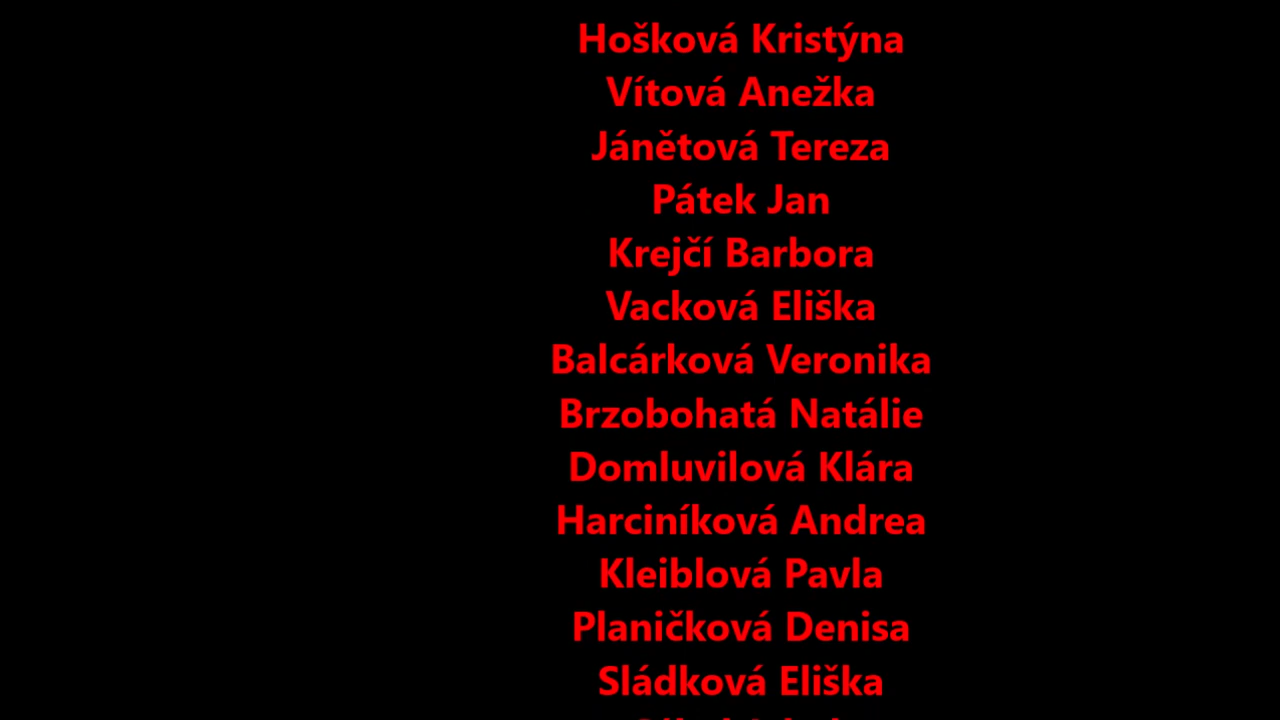 Hošková Kristýna
Vítová Anežka
Jánětová Tereza
Pátek Jan
Krejčí Barbora
Vacková Eliška
Balcárková Veronika
Brzobohatá Natálie
Domluvilová Klára
Harciníková Andrea
Kleiblová Pavla
Planičková Denisa
Sládková Eliška